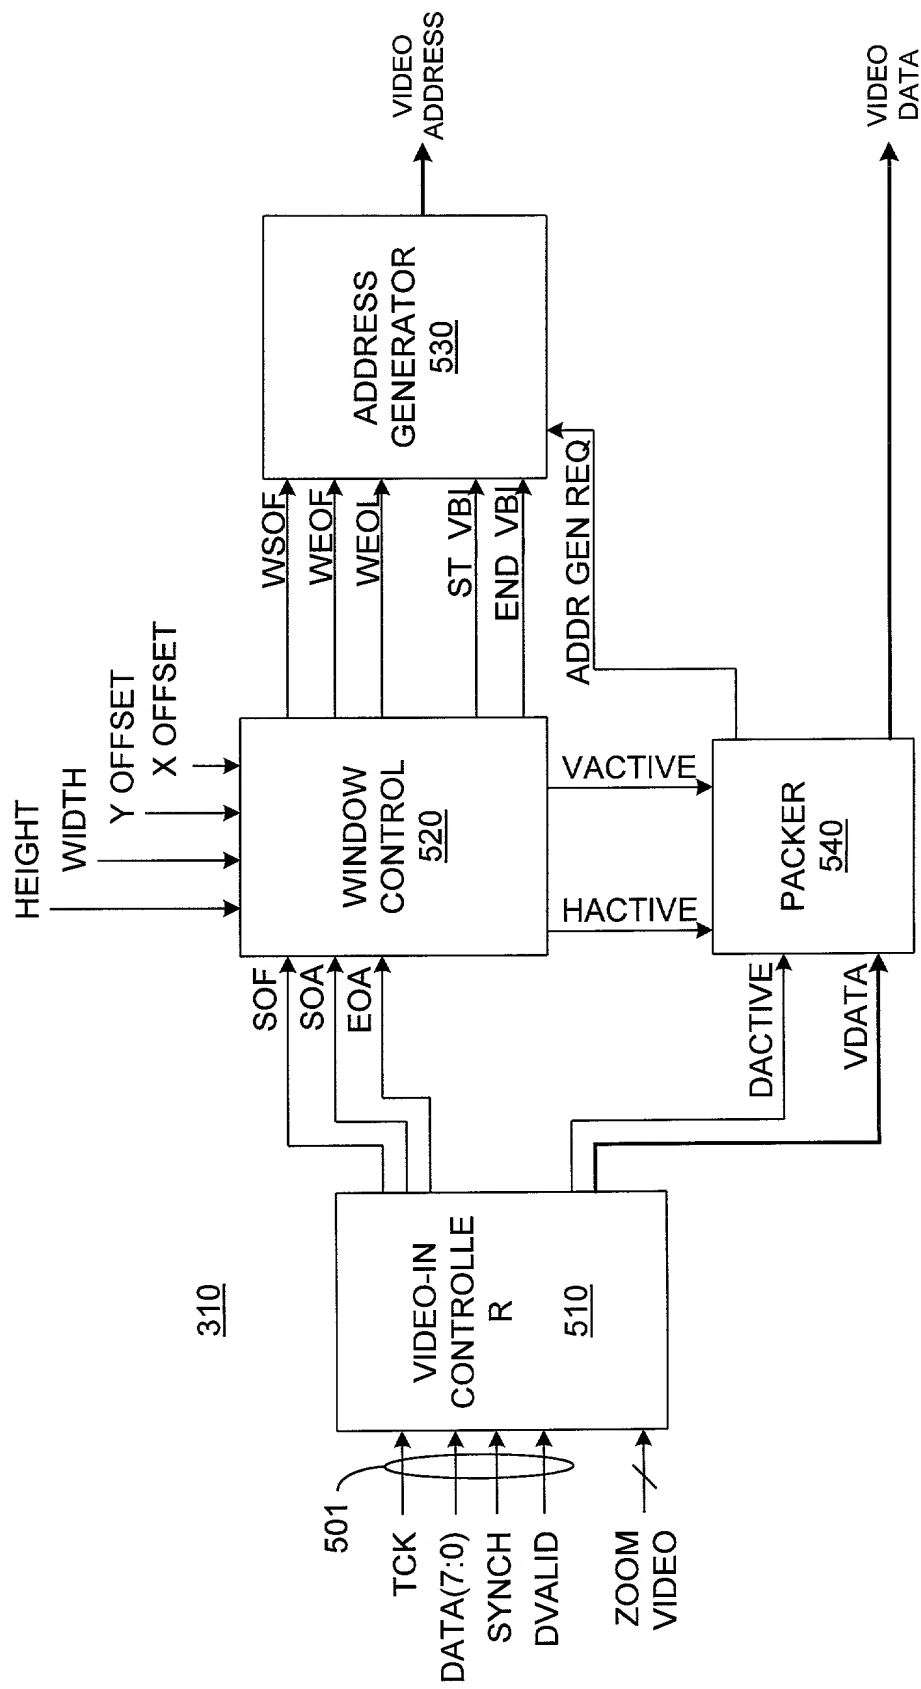 HEIGHT
WIDTH
Y OFFSET
X OFFSET
310
501
TCK
DATA(7:0)
SYNCH
DVALID
ZOOM
VIDEO
VIDEO-IN
CONTROLLE
R
510
SOF
SOA
EOA
WINDOW
CONTROL
520
WSOF
WEOF
WEOL
ST VBI
END VBI
ADDRESS
GENERATOR
530
VIDEO
ADDRESS
HACTIVE
VACTIVE
ADDR GEN REQ
DACTIVE
VDATA
PACKER
540
VIDEO
DATA